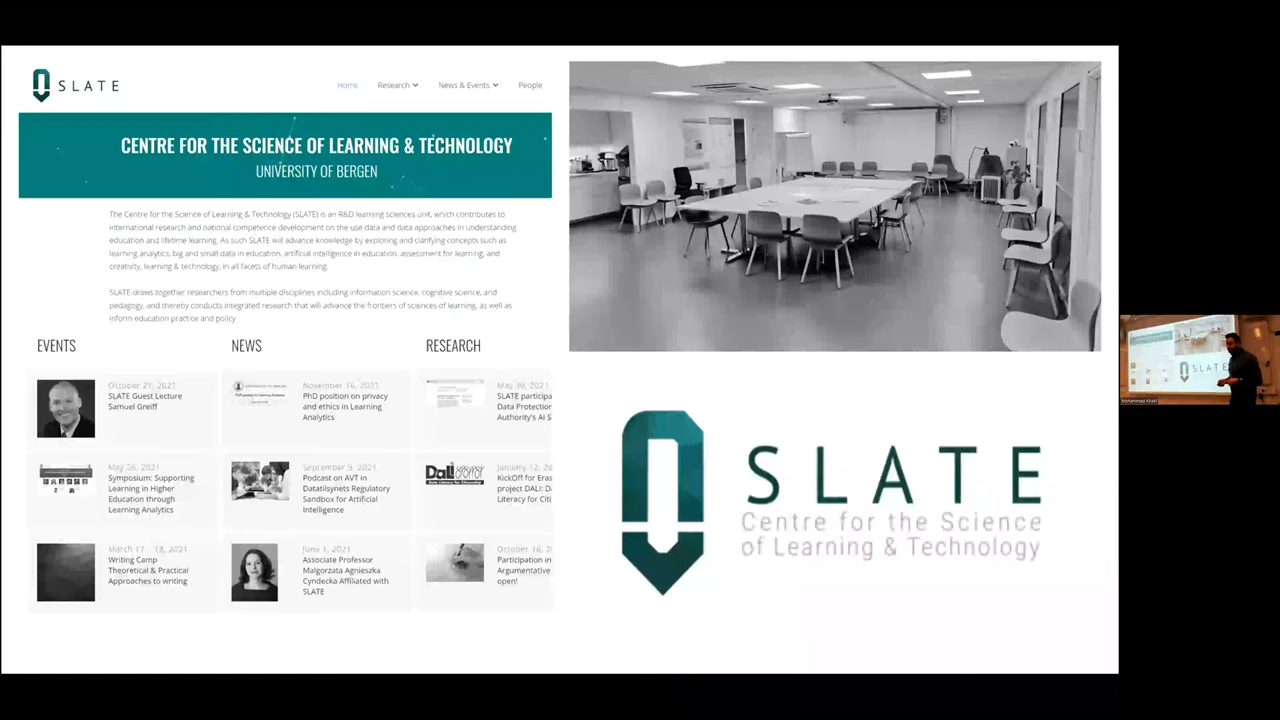 SLATE
Home Research News & Events People
CENTRE FOR THE SCIENCE OF LEARNING & TECHNOLOGY
UNIVERSITY OF BERGEN
The Centre for the Science of Learning & Technology (SLATE) is an R&D learning sciences unit, which contributes to
international research and national competence development on the use data and data approaches in understanding
education and lifetime learning. As such SLATE will advance knowledge by exploring and clarifying concepts such as
learning analytics, big and small data in education, artificial intelligence in education, assessment for learning, and
creativity, learning & technology, in all facets of human learning.
SLATE draws together researchers from multiple disciplines including information science, cognitive science, and
pedagogy, and thereby conducts integrated research that will advance the frontiers of sciences of learning, as well as
inform education practice and policy
EVENTS
October 21, 2021
SLATE Guest Lecture
Samuel Greiff
May 26, 2021
Symposium: Supporting
Learning in Higher
Education through
Learning Analytics
March 17 - 18, 2021
Writing Camp
Theoretical & Practical
Approaches to writing
NEWS
November 16, 2021
PhD position on privacy
and ethics in Learning
Analytics
September 9, 2021
Podcast on AVT in
Datatilsynets Regulatory
Sandbox for Artificial
Intelligence
June 1, 2021
Associate Professor
Malgorzata Agnieszka
Cyndecka Affiliated with
SLATE
RESEARCH
May 30, 2021
SLATE participa
Data Protection
Authority's AI S
DaLi
January 12, 20
KickOff for Eras
project DALI: Da
Literacy for Citi
October 16, 2
Participation in
Argumentative
open!
SLATE
Centre for the Science
of Learning & Technology
SLATE
Mohammad Khalil